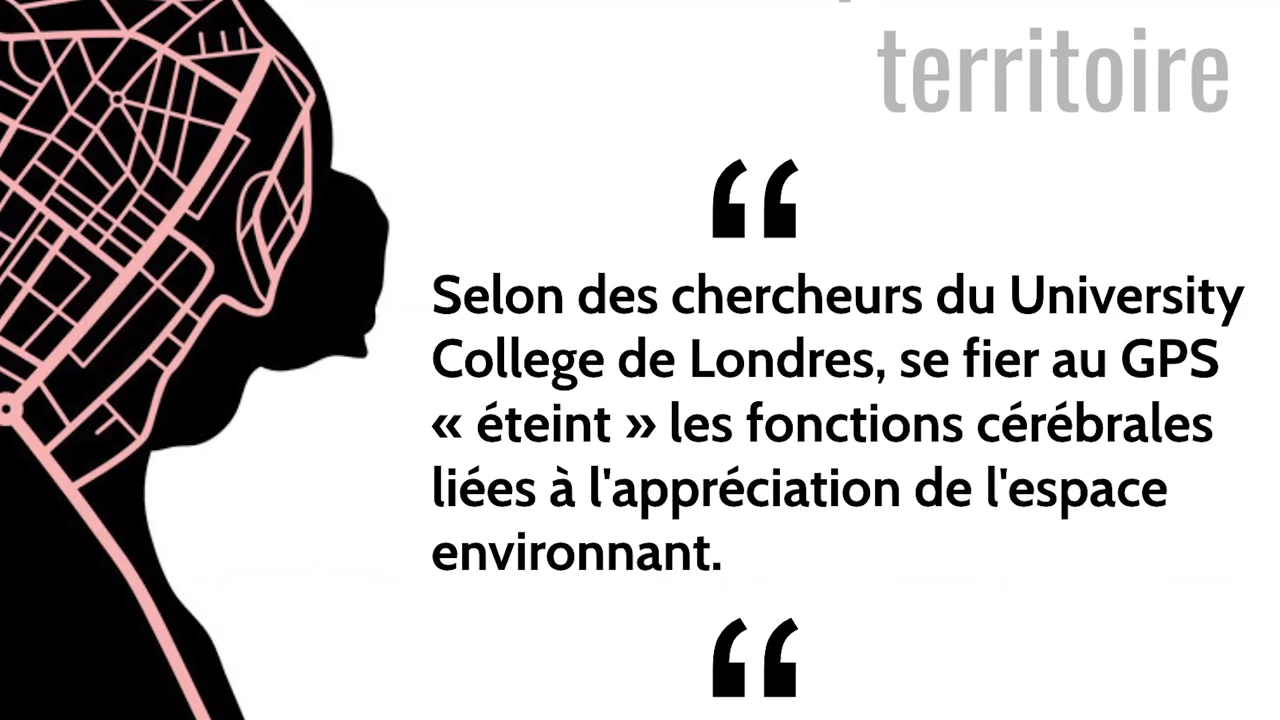 territoire
“
Selon des chercheurs du University
College de Londres, se fier au GPS
« éteint » les fonctions cérébrales
liées à l'appréciation de l'espace
environnant.
“